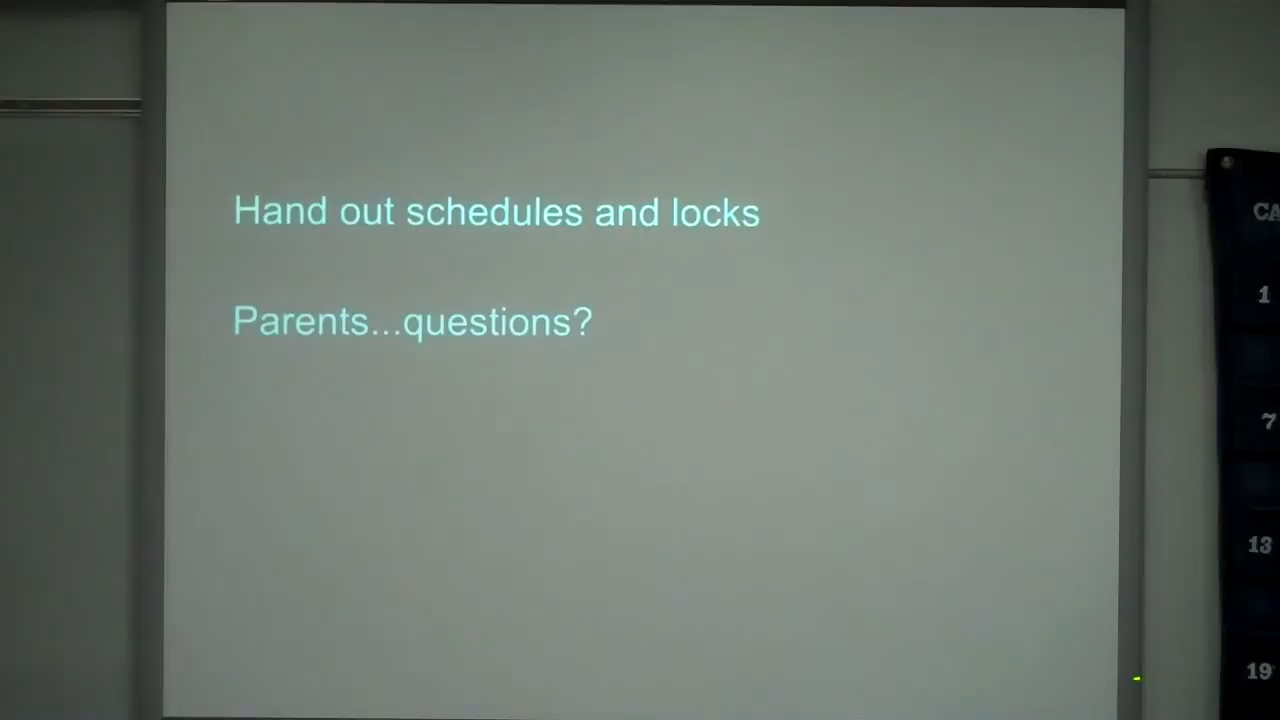 Hand out schedules and locks
Parents...questions?
CA
1
7
13
19